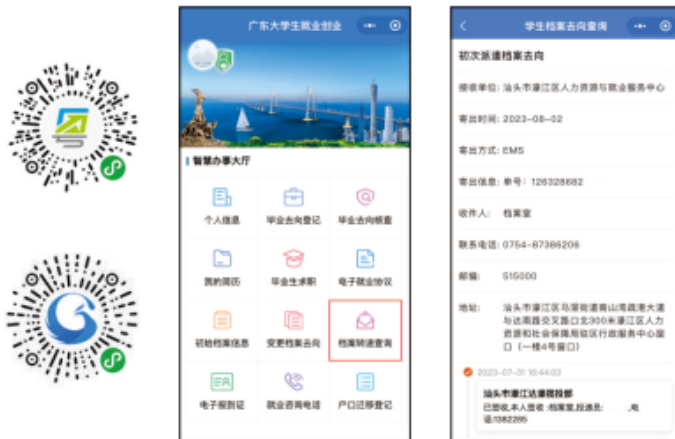 广东大学生就业创业
智慧办事大厅
个人信息
毕业去向登记
毕业去向核查
我的简历
毕业生求职
电子就业协议
初始档案信息
变更档案去向
档案转递查询
电子报到证
就业咨询电话
户口迁移登记
学生档案去向查询
初次派遣档案去向
接收单位: 汕头市濠江区人力资源与就业服务中心
寄出时间: 2023-08-02
寄出方式: EMS
寄出信息: 单号: 126328682
收件人: 档案室
联系电话: 0754-87386206
邮编: 515000
地址: 汕头市濠江区马滘街道南山湾疏港大道
与达南路交叉路口北300米濠江区人力
资源和社会保障局辖区行政服务中心窗
口（一楼4号窗口）
2023-07-31 16:44:03
汕头市濠江达濠揽投部
已签收,本人签收 :档案室,投递员: ,电
话:1382285